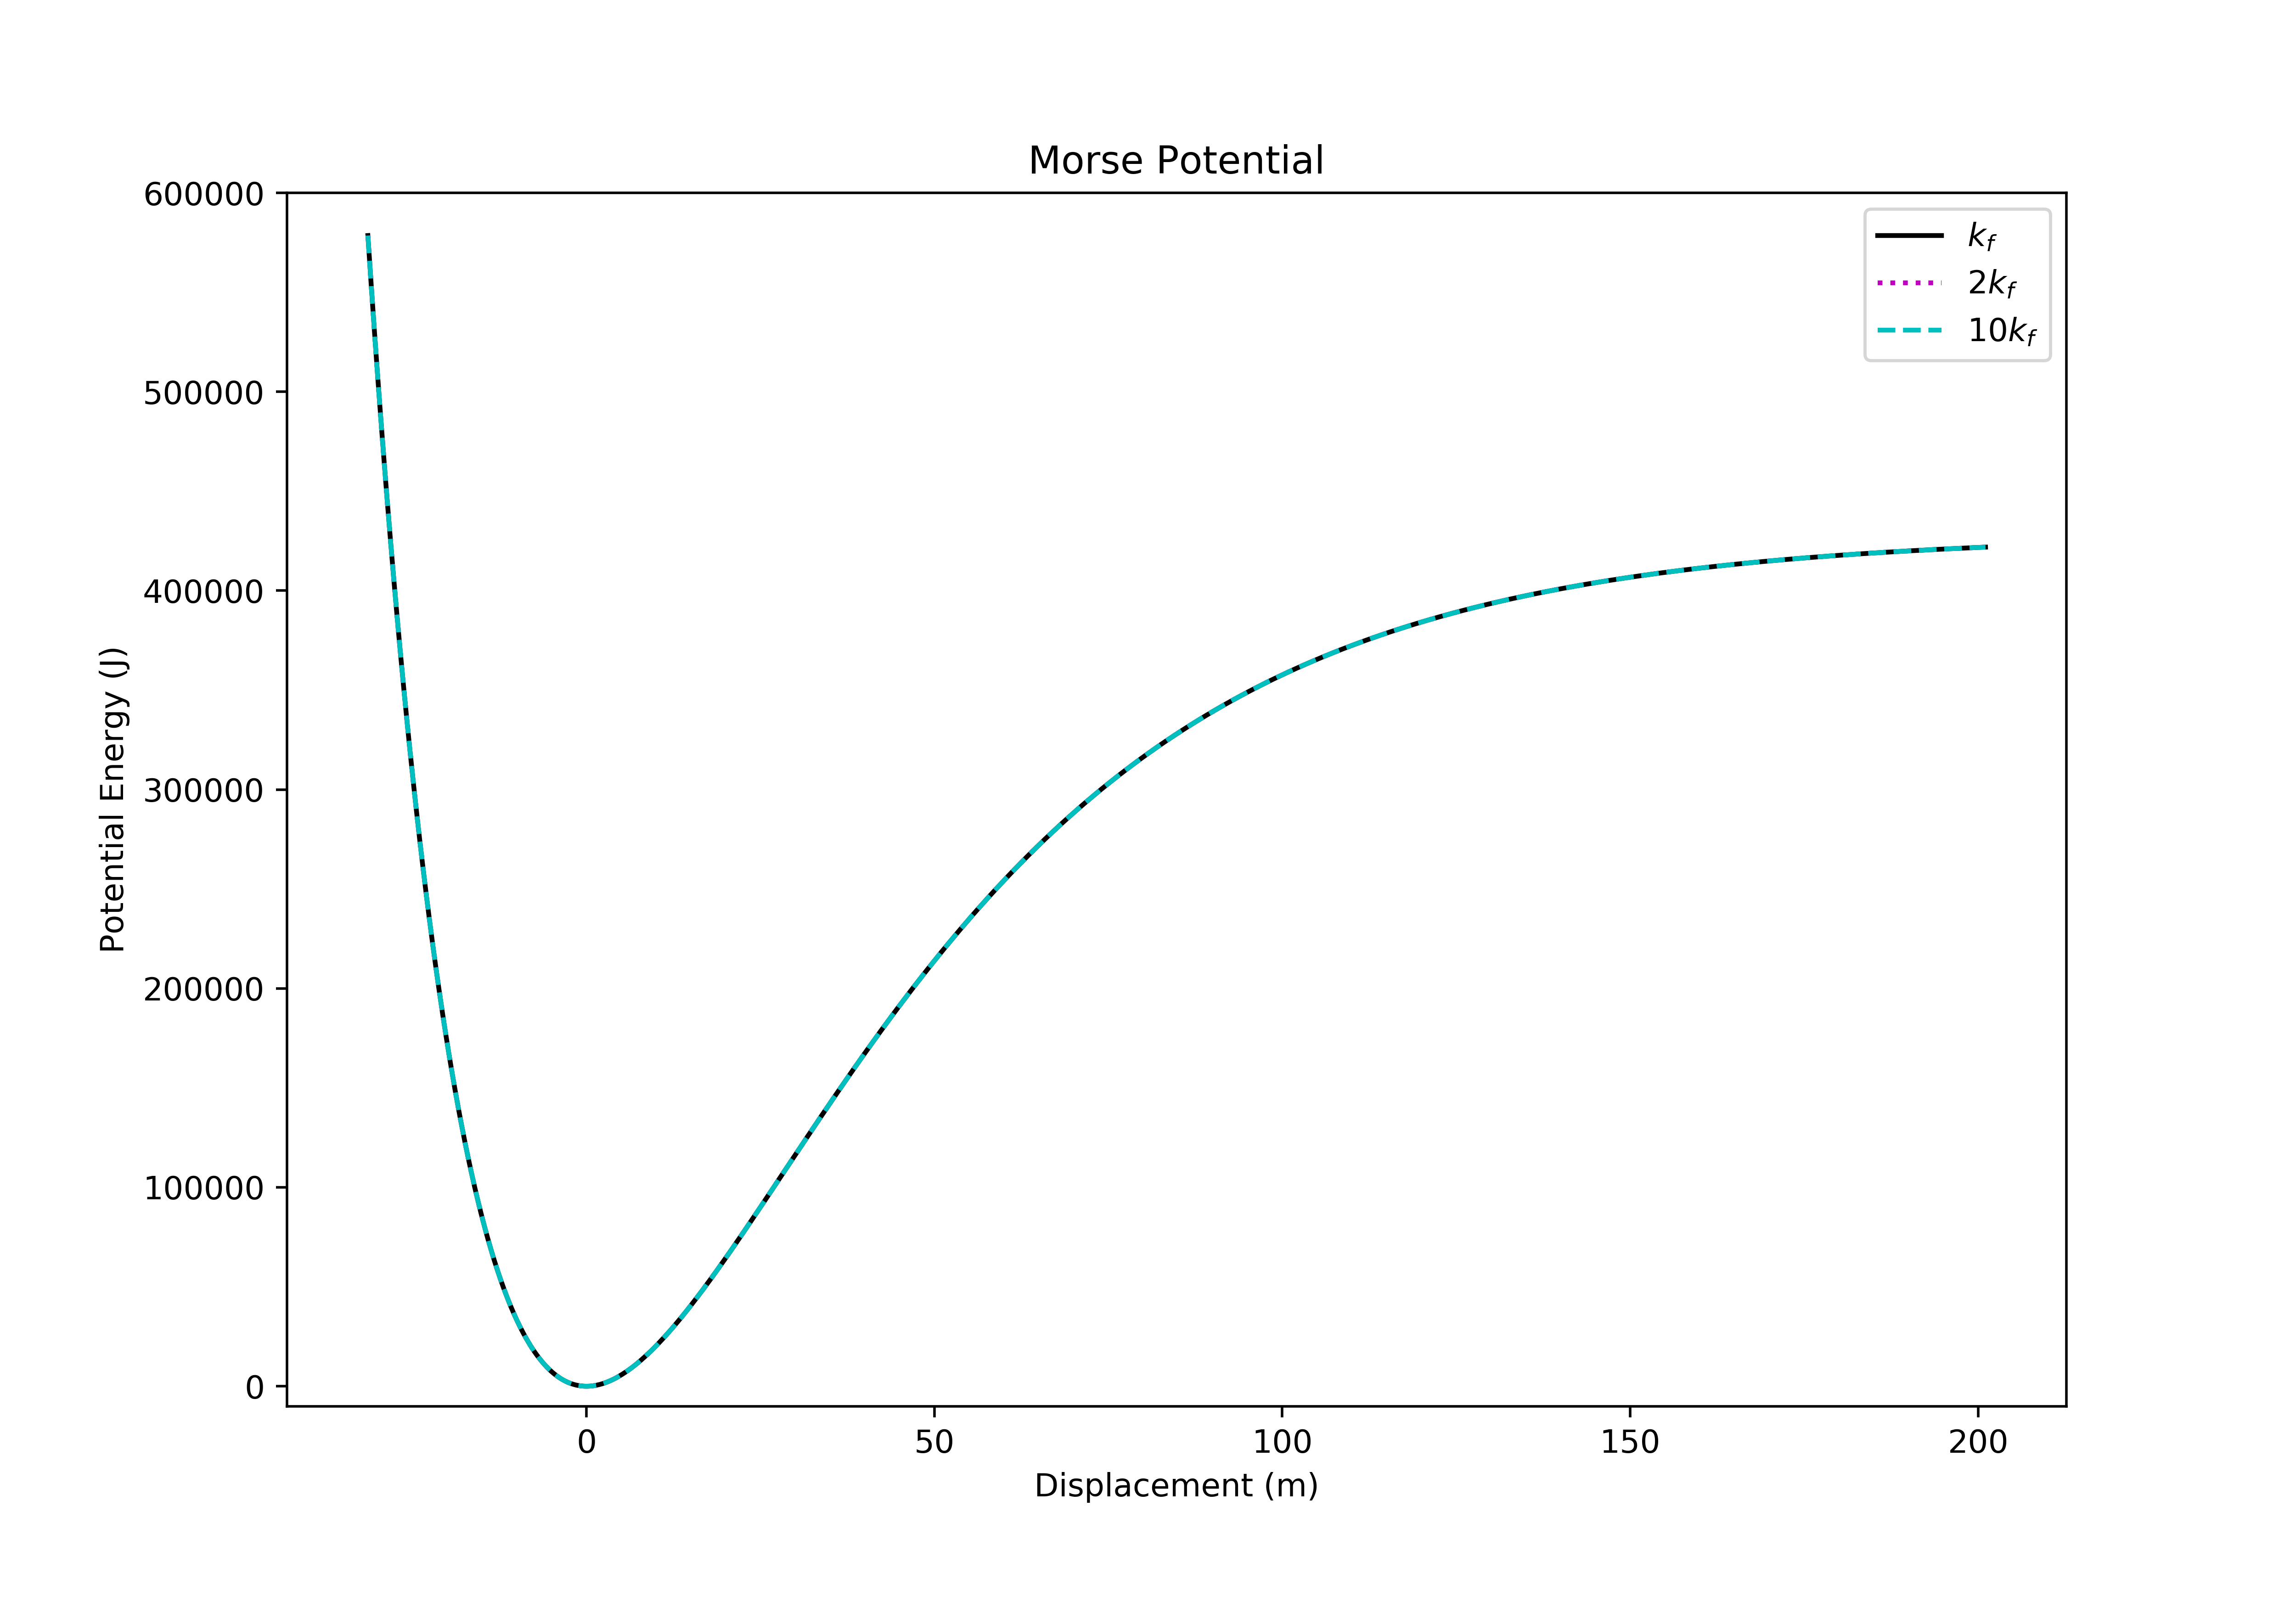 Morse Potential
600000
500000
400000
300000
200000
100000
0
Potential Energy (J)
k_f
2k_f
10k_f
0 50 100 150 200
Displacement (m)